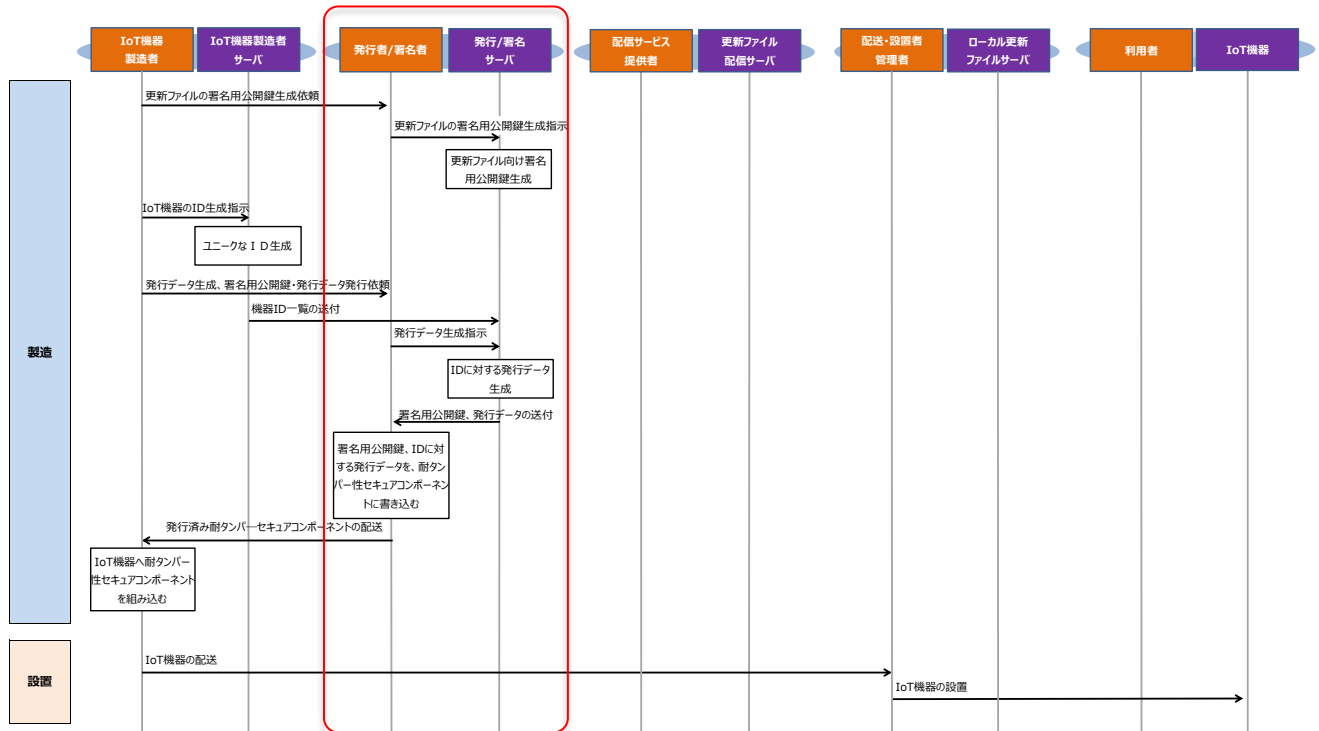 IoT機器
製造者
IoT機器製造者
サーバ
発行者/署名者
発行/署名
サーバ
配信サービス
提供者
更新ファイル
配信サーバ
配送・設置者
管理者
ローカル更新
ファイルサーバ
利用者
IoT機器
製造
更新ファイルの署名用公開鍵生成依頼
更新ファイルの署名用公開鍵生成指示
更新ファイル向け署名
用公開鍵生成
IoT機器のID生成指示
ユニークなＩＤ生成
発行データ生成、署名用公開鍵・発行データ発行依頼
機器ID一覧の送付
発行データ生成指示
IDに対する発行データ
生成
署名用公開鍵、発行データの送付
署名用公開鍵、IDに対
する発行データを、耐タン
パー性セキュアコンポーネン
トに書き込む
発行済み耐タンパーセキュアコンポーネントの配送
IoT機器へ耐タンパー
性セキュアコンポーネント
を組み込む
設置
IoT機器の配送
IoT機器の設置